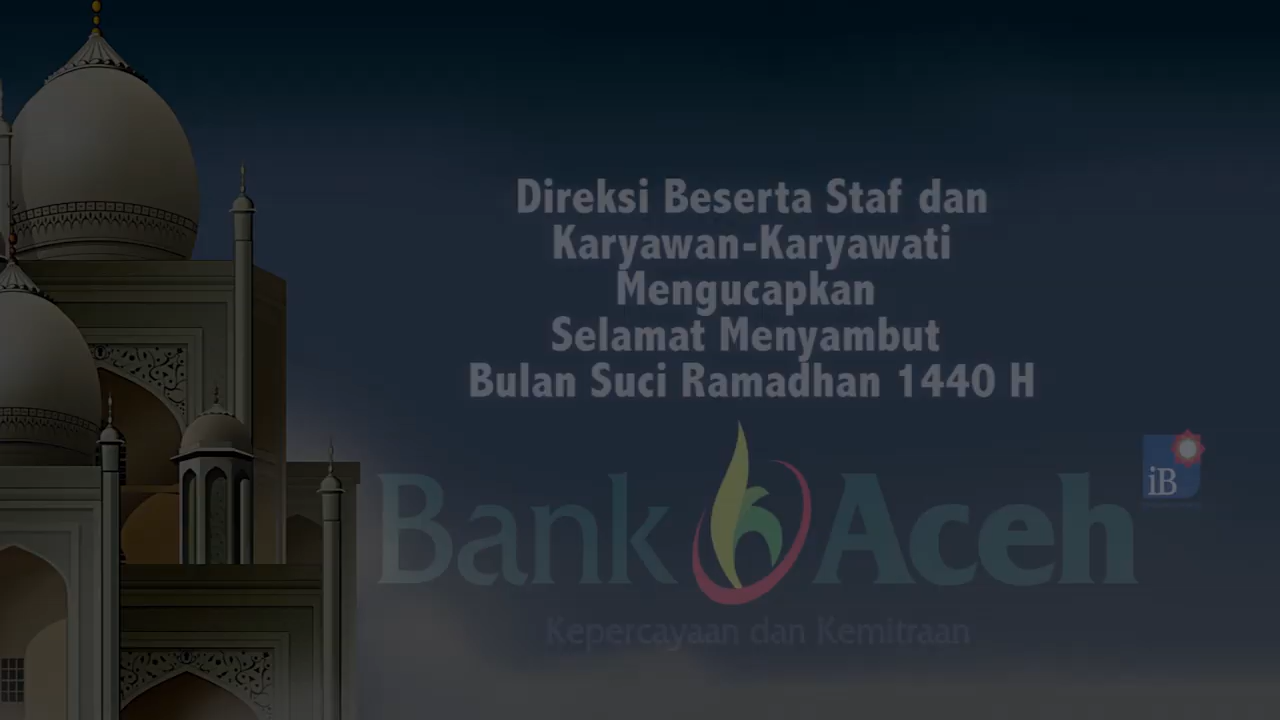 Direksi Beserta Staf dan
Karyawan-Karyawati
Mengucapkan
Selamat Menyambut
Bulan Suci Ramadhan 1440 H
iB
Bank Aceh
Kepercayaan dan Kemitraan